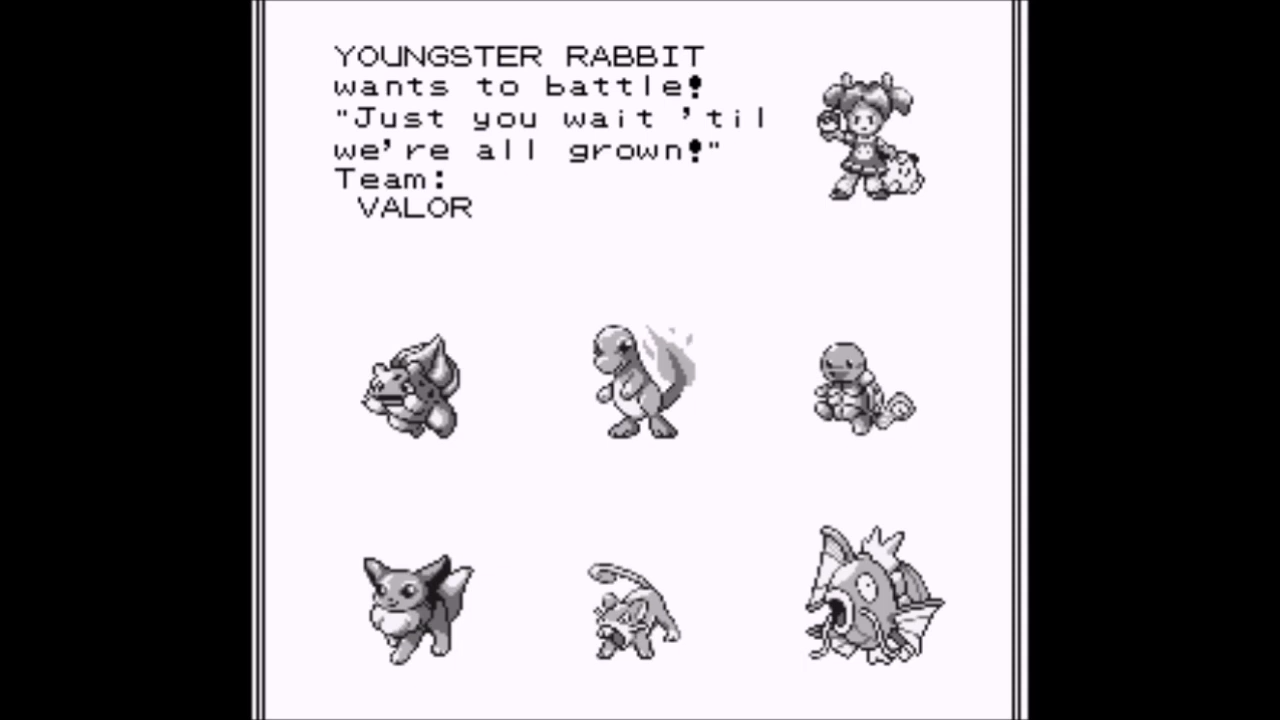 YOUNGSTER RABBIT
wants to battle!
"Just you wait 'til
we're all grown!"
Team:
VALOR